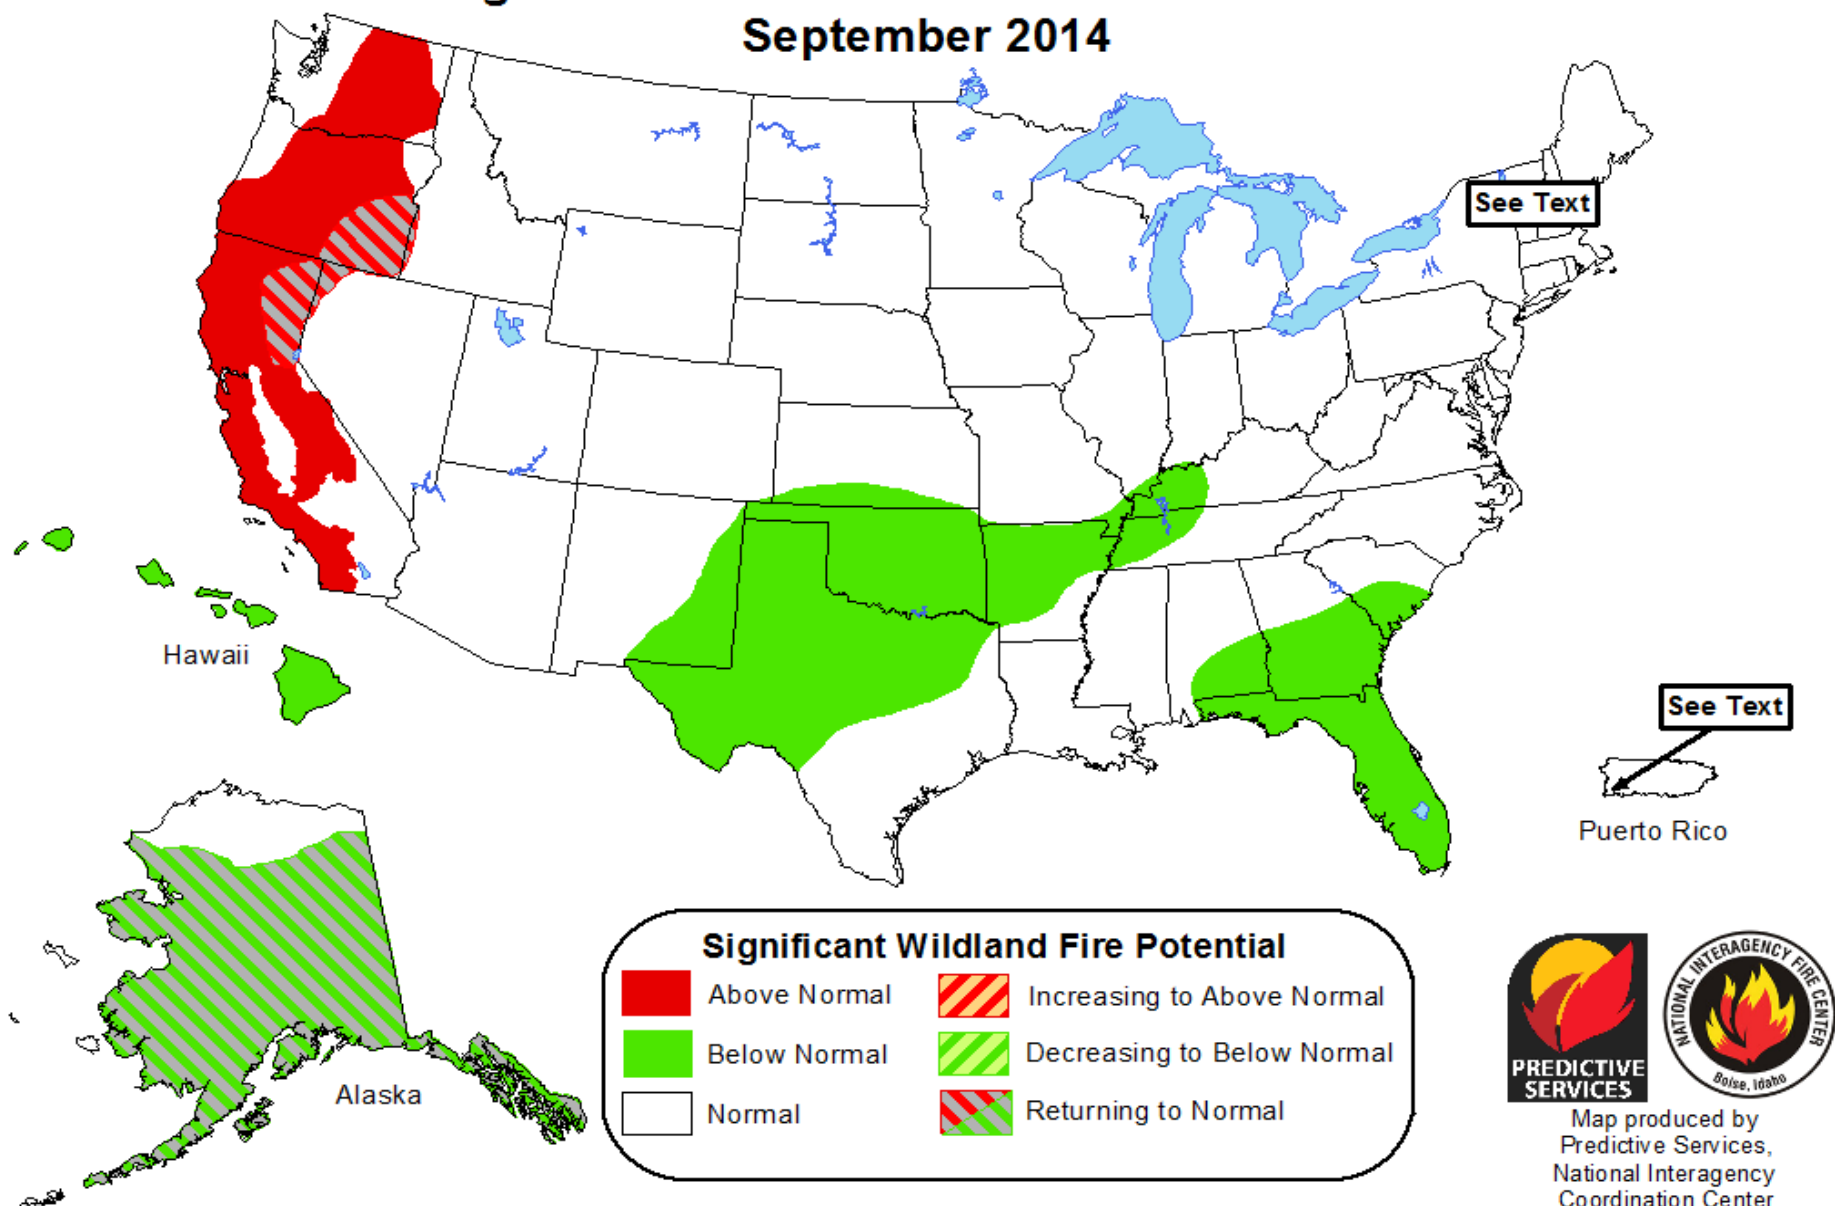 September 2014
See Text
Hawaii
See Text
Puerto Rico
Alaska
Significant Wildland Fire Potential
Above Normal
Increasing to Above Normal
Below Normal
Decreasing to Below Normal
Normal
Returning to Normal
PREDICTIVE
SERVICES
NATIONAL INTERAGENCY FIRE CENTER
Boise, Idaho
Map produced by
Predictive Services,
National Interagency
Coordination Center